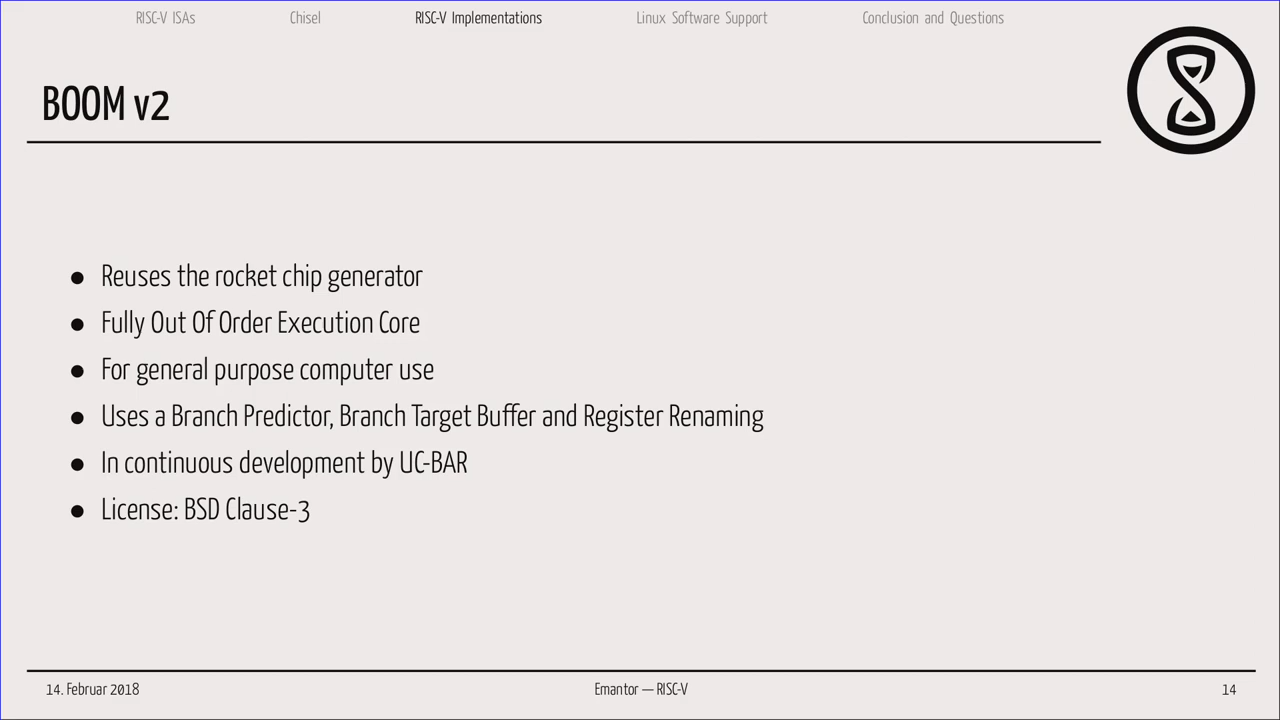 RISC-V ISAs Chisel RISC-V Implementations Linux Software Support Conclusion and Questions
BOOM v2
● Reuses the rocket chip generator
● Fully Out Of Order Execution Core
● For general purpose computer use
● Uses a Branch Predictor, Branch Target Buffer and Register Renaming
● In continuous development by UC-BAR
● License: BSD Clause-3
14. Februar 2018 Emantor — RISC-V 14